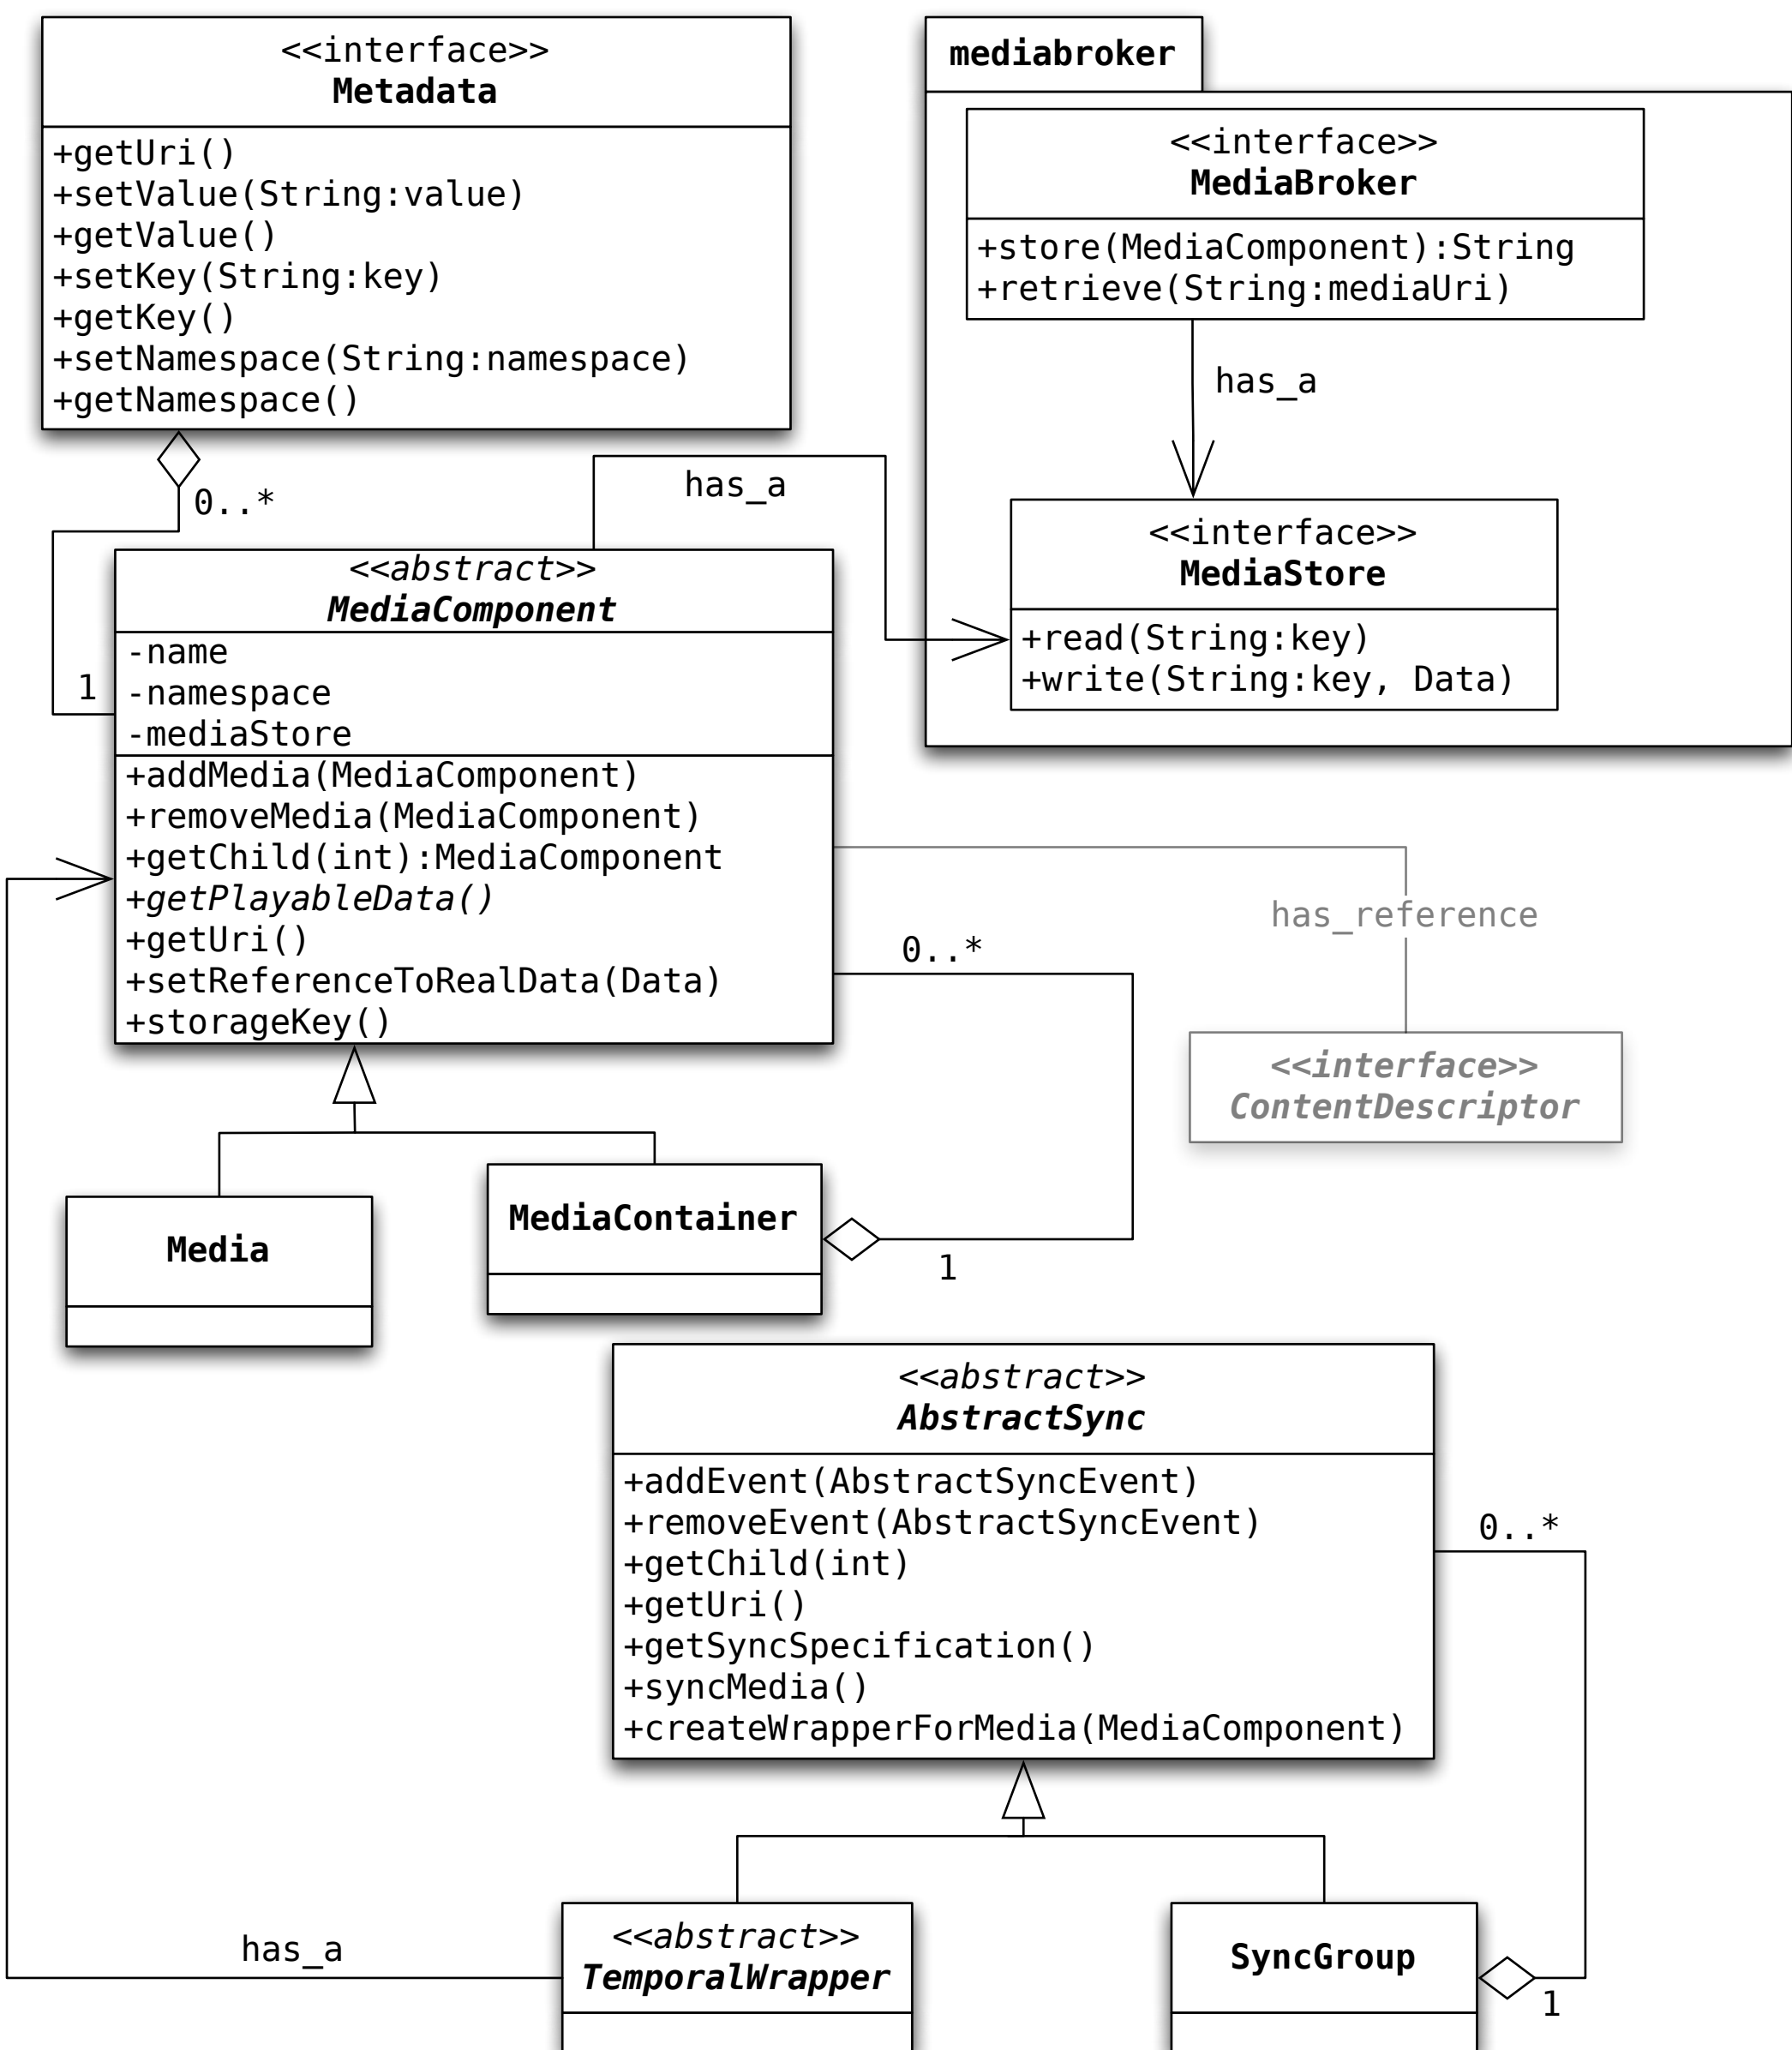 <<interface>>
Metadata
+getUri()
+setValue(String:value)
+getValue()
+setKey(String:key)
+getKey()
+setNamespace(String:namespace)
+getNamespace()
mediabroker
<<interface>>
MediaBroker
+store(MediaComponent):String
+retrieve(String:mediaUri)
has_a
<<interface>>
MediaStore
+read(String:key)
+write(String:key, Data)
0..*
1
has_a
<<abstract>>
MediaComponent
-name
-namespace
-mediaStore
+addMedia(MediaComponent)
+removeMedia(MediaComponent)
+getChild(int):MediaComponent
+getPlayableData()
+getUri()
+setReferenceToRealData(Data)
+storageKey()
has_reference
<<interface>>
ContentDescriptor
0..*
1
Media
MediaContainer
<<abstract>>
AbstractSync
+addEvent(AbstractSyncEvent)
+removeEvent(AbstractSyncEvent)
+getChild(int)
+getUri()
+getSyncSpecification()
+syncMedia()
+createWrapperForMedia(MediaComponent)
0..*
1
has_a
<<abstract>>
TemporalWrapper
SyncGroup